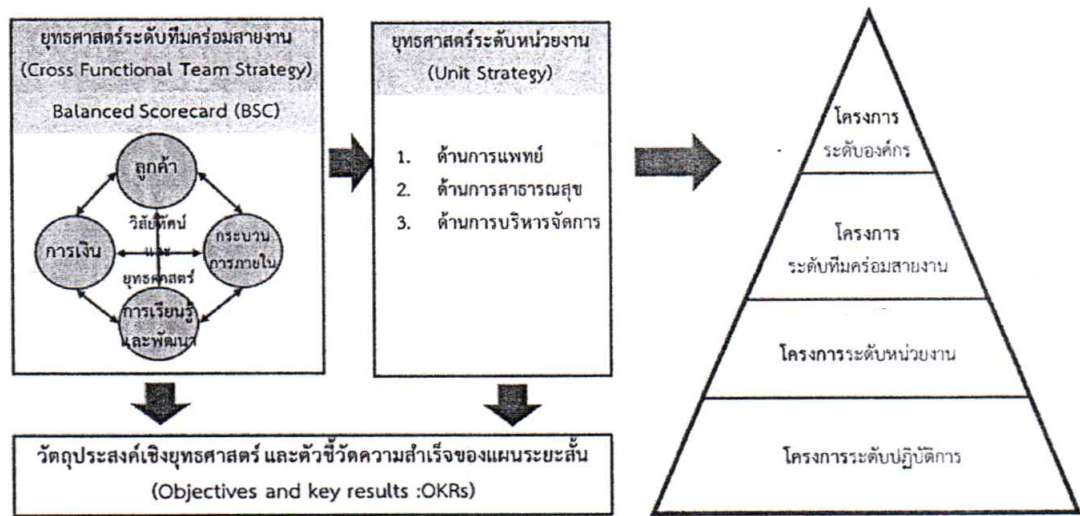 ยุทธศาสตร์ระดับทีมคร่อมสายงาน
(Cross Functional Team Strategy)
Balanced Scorecard (BSC)
ลูกค้า
วิสัยทัศน์
การเงิน
และ
กระบวน
การภายใน
ยุทธศาสตร์
การเรียนรู้
และพัฒนา
ยุทธศาสตร์ระดับหน่วยงาน
(Unit Strategy)
1. ด้านการแพทย์
2. ด้านการสาธารณสุข
3. ด้านการบริหารจัดการ
วัตถุประสงค์เชิงยุทธศาสตร์ และตัวชี้วัดความสำเร็จของแผนระยะสั้น
(Objectives and key results :OKRs)
โครงการ
ระดับองค์กร
โครงการ
ระดับทีมคร่อมสายงาน
โครงการระดับหน่วยงาน
โครงการระดับปฏิบัติการ